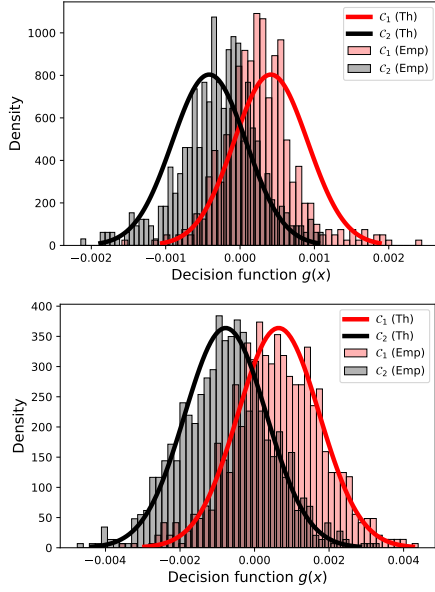 1000
800
600
400
200
0
Density
−0.002
−0.001
0.000
0.001
0.002
Decision function g(x)
C₁ (Th)
C₂ (Th)
C₁ (Emp)
C₂ (Emp)
400
350
300
250
200
150
100
50
0
Density
−0.004
−0.002
0.000
0.002
0.004
Decision function g(x)
C₁ (Th)
C₂ (Th)
C₁ (Emp)
C₂ (Emp)